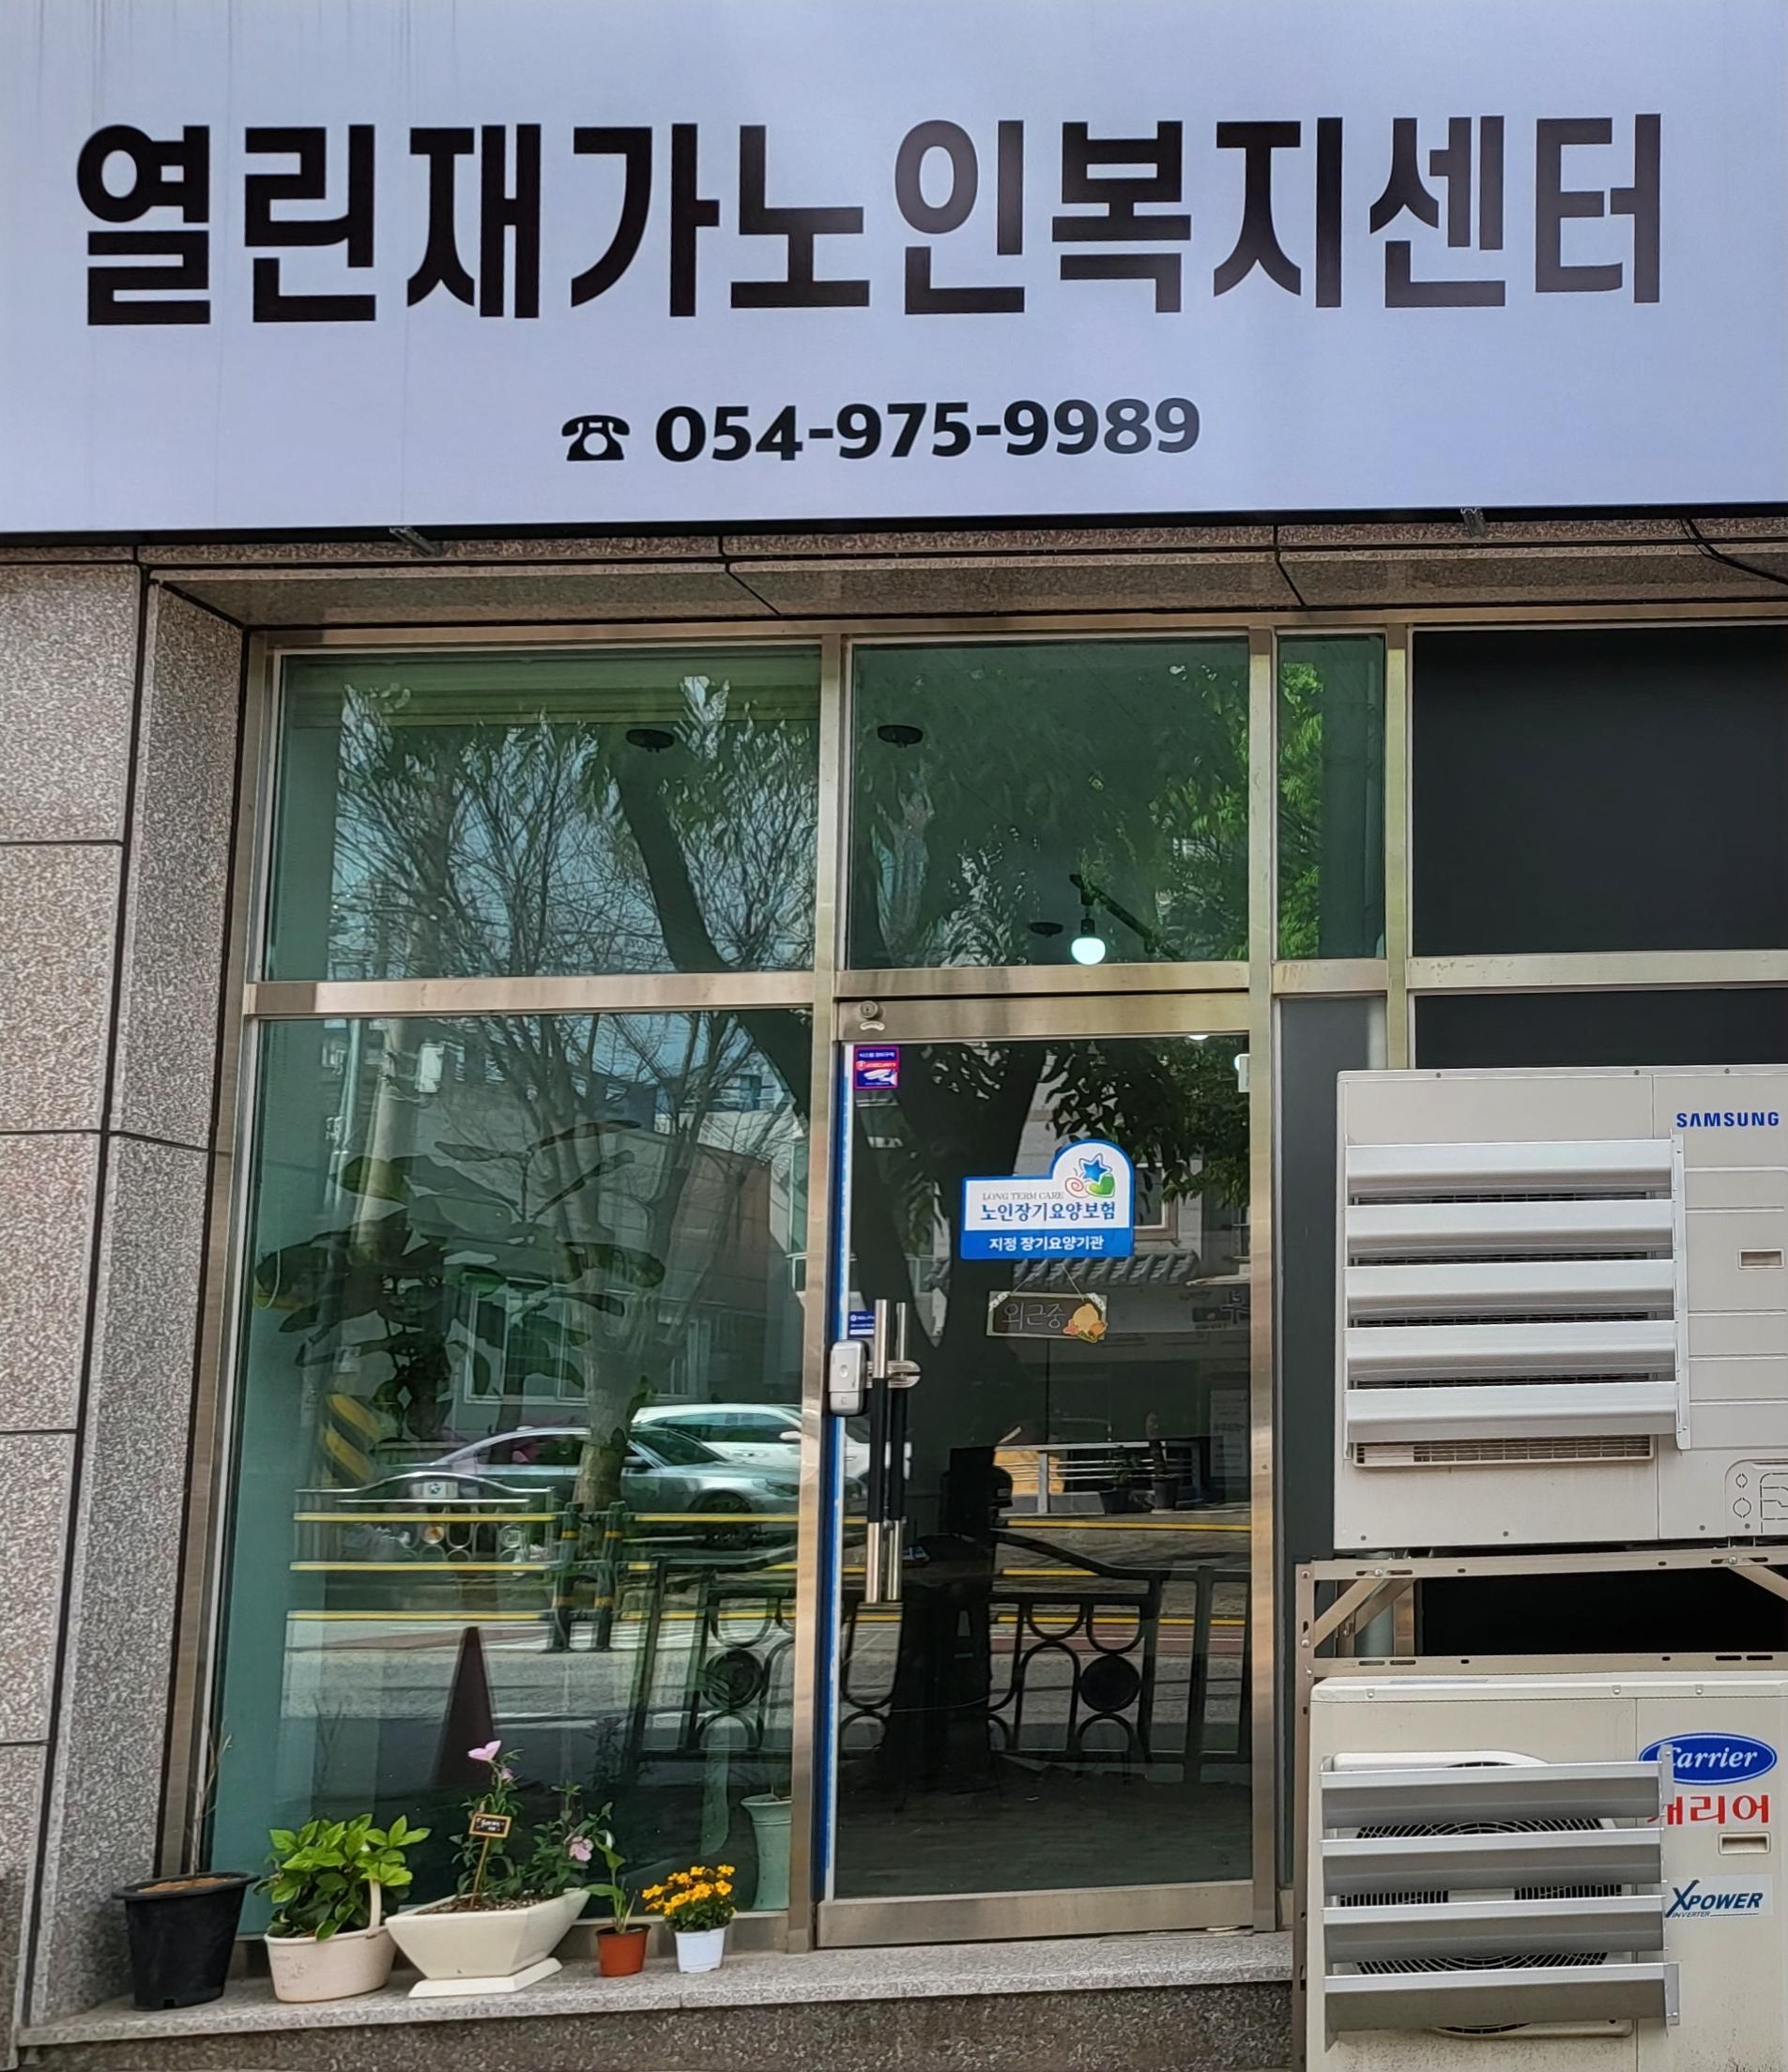 열린재가노인복지센터
☎ 054-975-9989
LONG TERM CARE
노인장기요양보험
지정 장기요양기관
외근중
SAMSUNG
Carrier
캐리어
XPOWER
INVERTER